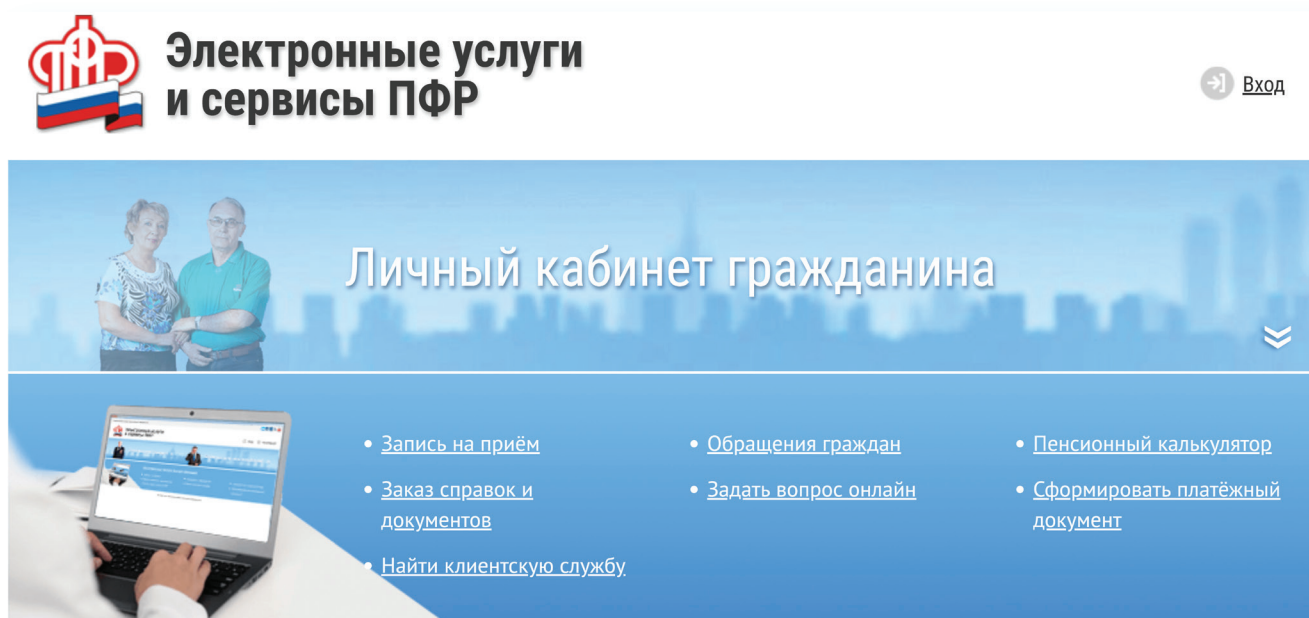 Электронные услуги
и сервисы ПФР
Вход
Личный кабинет гражданина
Запись на приём
Заказ справок и
документов
Найти клиентскую службу
Обращения граждан
Задать вопрос онлайн
Пенсионный калькулятор
Сформировать платёжный
документ